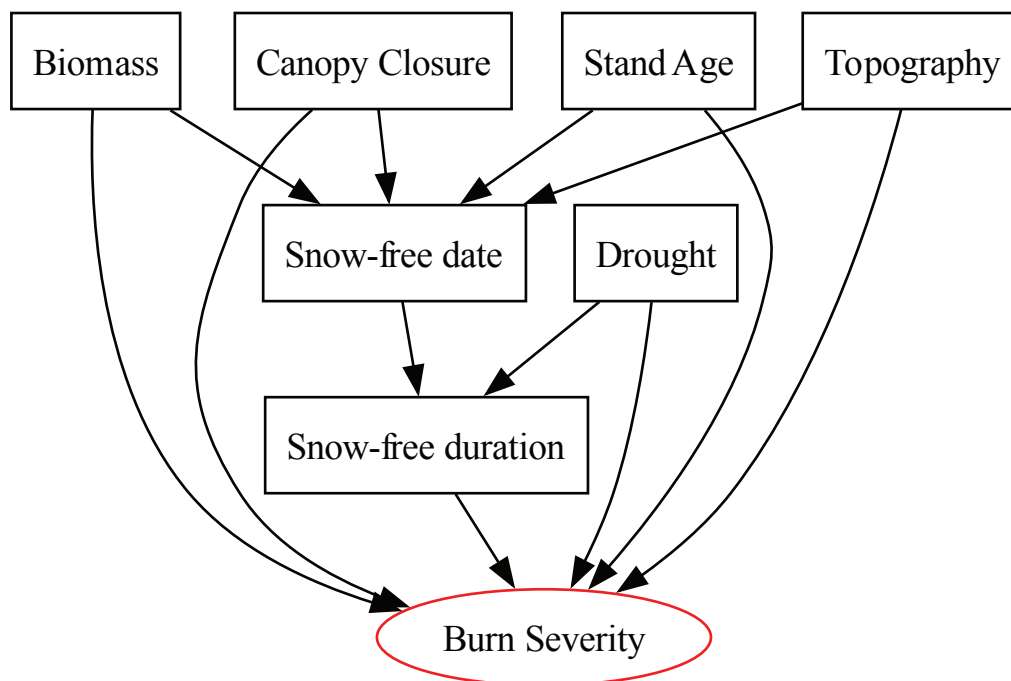 Biomass
Canopy Closure
Stand Age
Topography
Snow-free date
Drought
Snow-free duration
Burn Severity